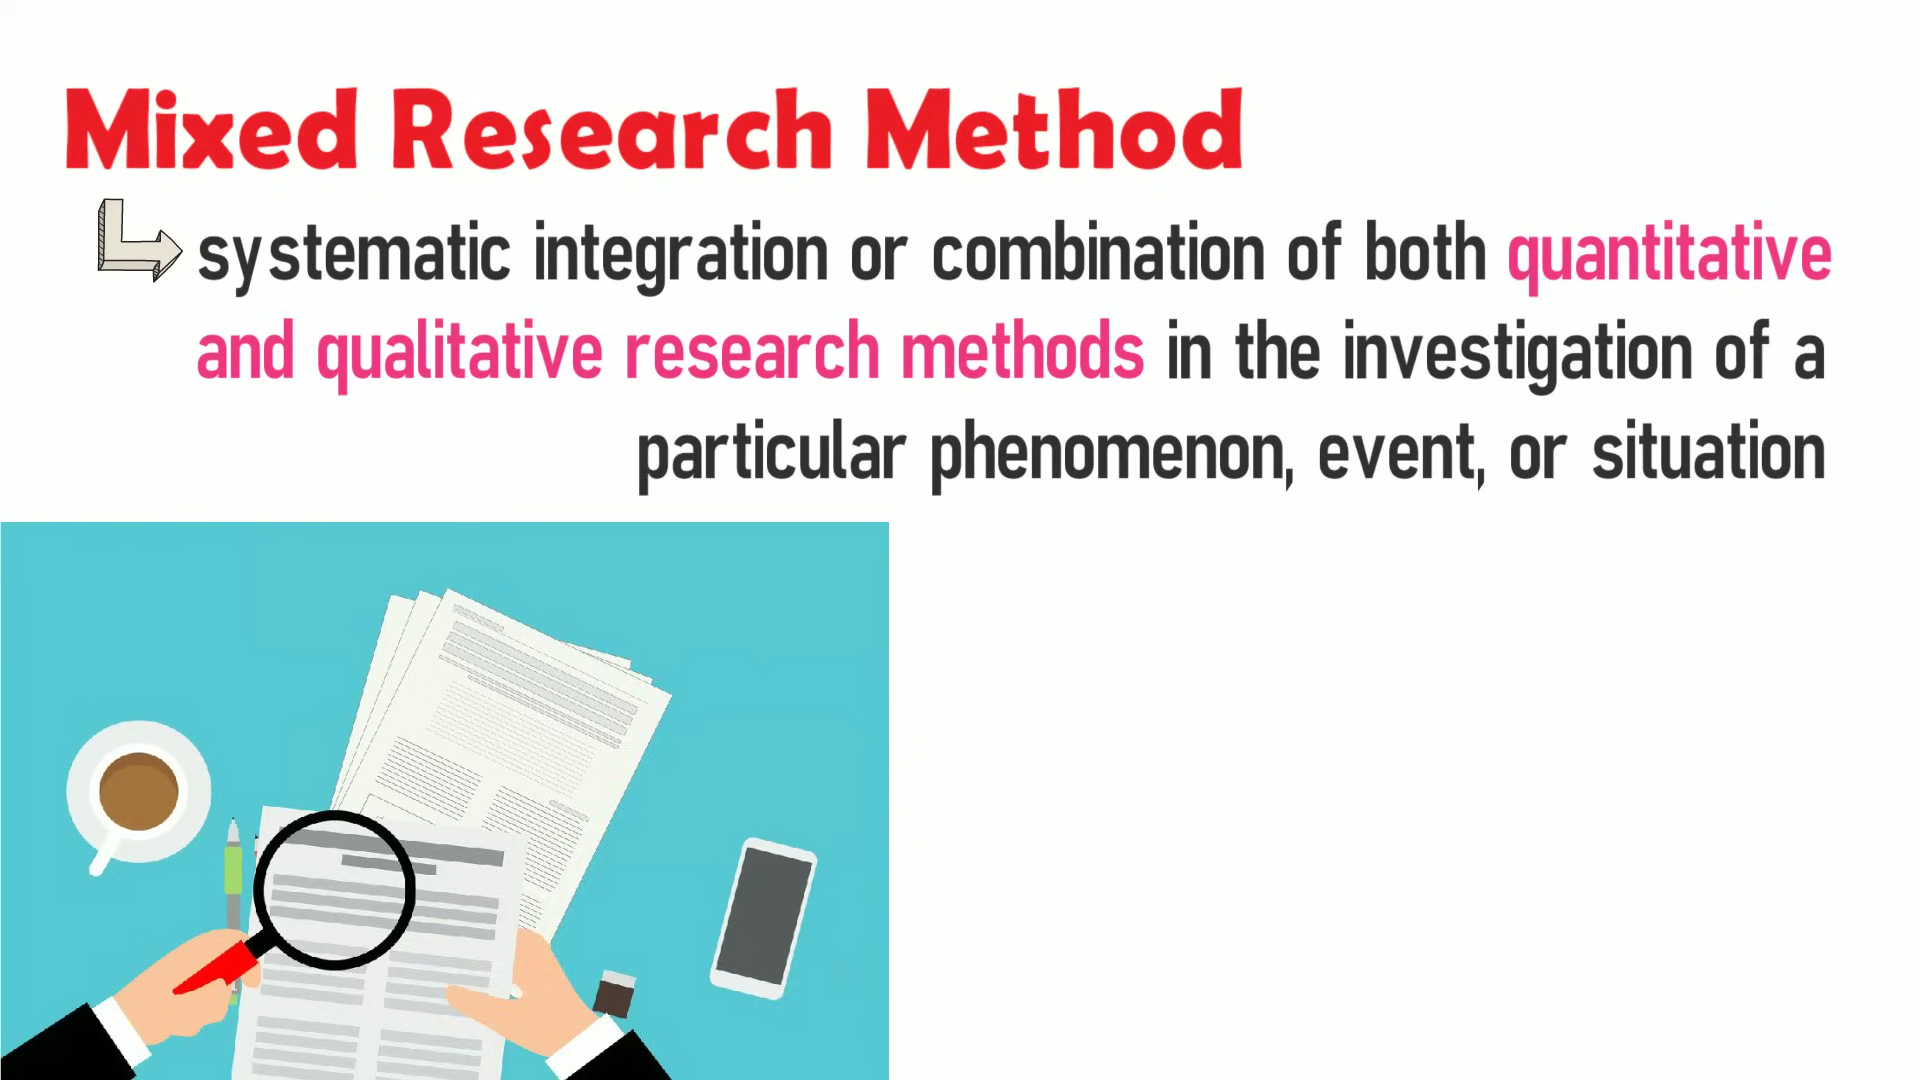 Mixed Research Method
systematic integration or combination of both quantitative
and qualitative research methods in the investigation of a
particular phenomenon, event, or situation